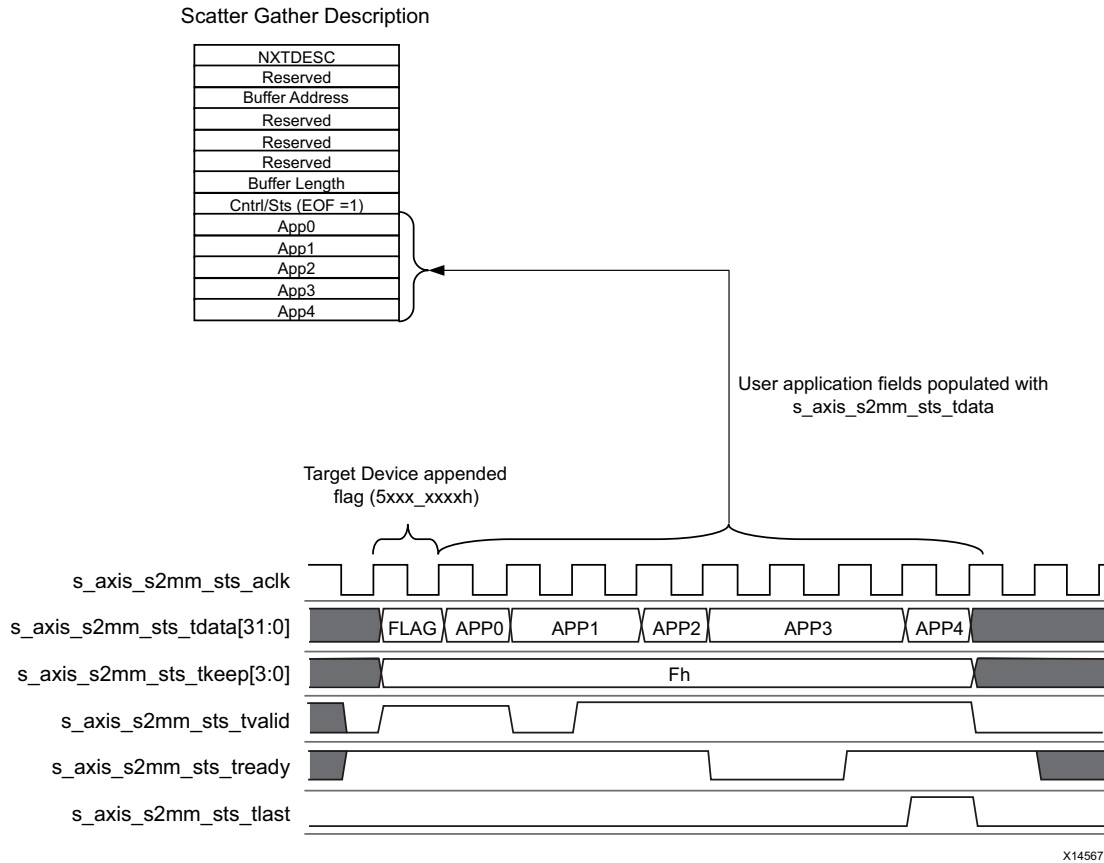 Scatter Gather Description
NXTDESC
Reserved
Buffer Address
Reserved
Reserved
Reserved
Buffer Length
Cntrl/Sts (EOF =1)
App0
App1
App2
App3
App4
User application fields populated with
s_axis_s2mm_sts_tdata
Target Device appended
flag (5xxx_xxxxh)
s_axis_s2mm_sts_aclk
s_axis_s2mm_sts_tdata[31:0] FLAG APP0 APP1 APP2 APP3 APP4
s_axis_s2mm_sts_tkeep[3:0] Fh
s_axis_s2mm_sts_tvalid
s_axis_s2mm_sts_tready
s_axis_s2mm_sts_tlast
X14567